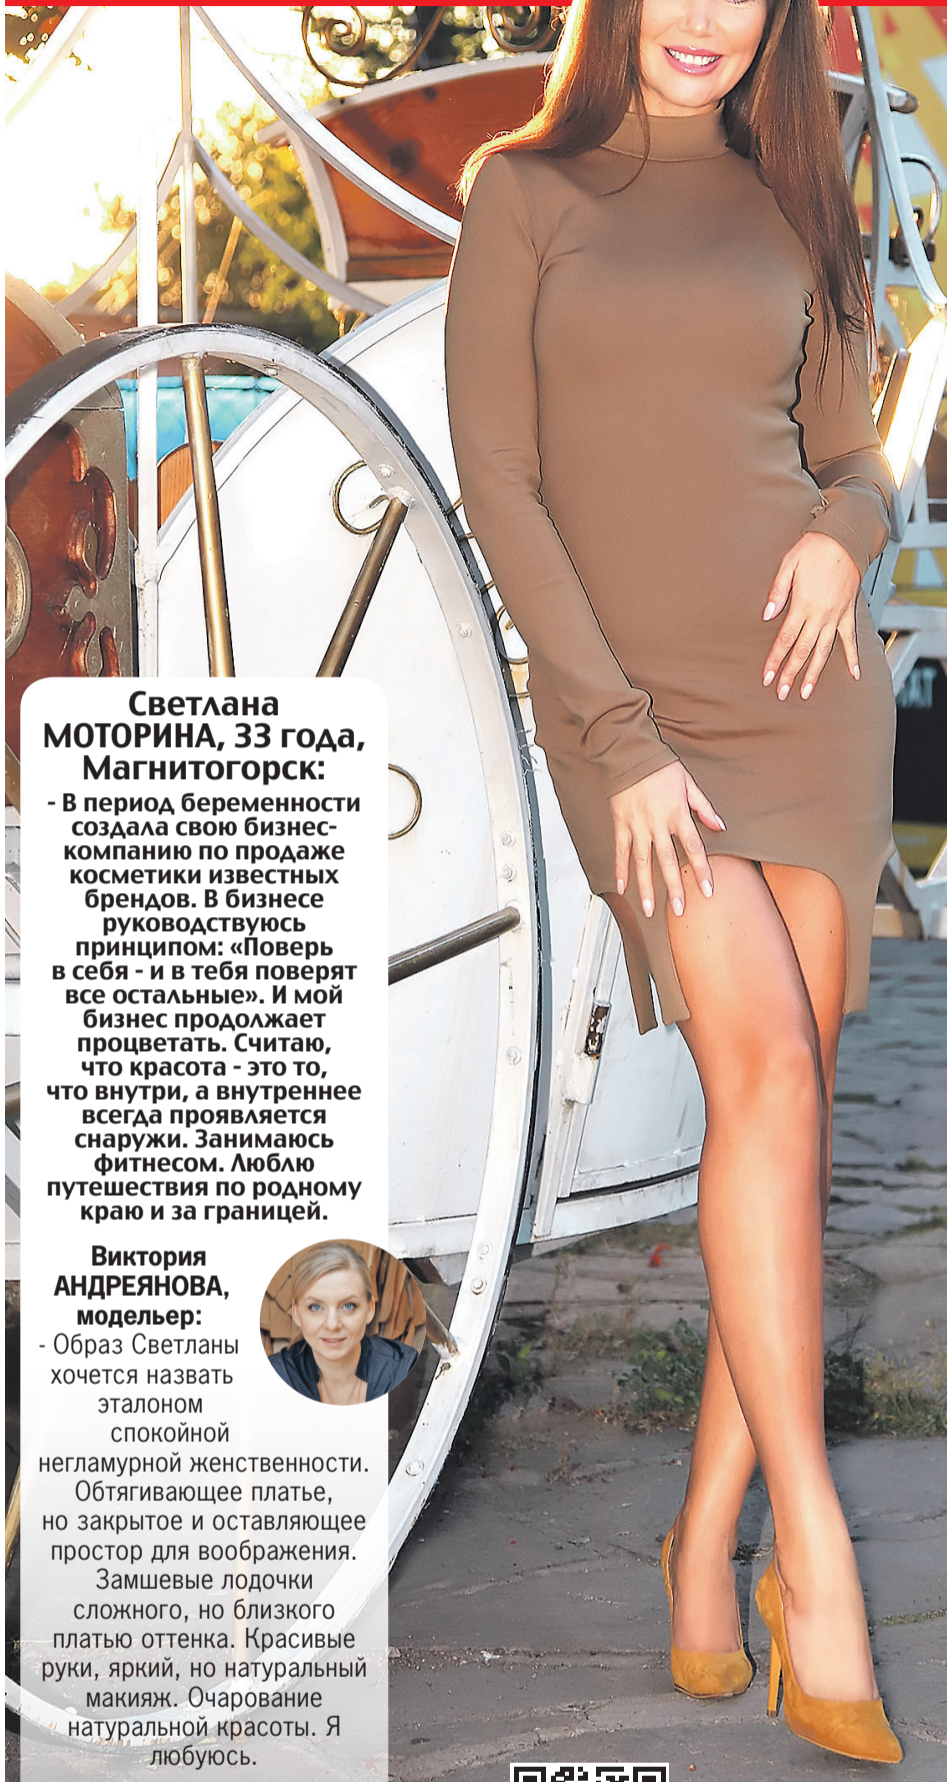 Светлана
МОТОРИНА, 33 года,
Магнитогорск:
- В период беременности
создала свою бизнес-
компанию по продаже
косметики известных
брендов. В бизнесе
руководствуюсь
принципом: «Поверь
в себя - и в тебя поверят
все остальные». И мой
бизнес продолжает
процветать. Считаю,
что красота - это то,
что внутри, а внутреннее
всегда проявляется
снаружи. Занимаюсь
фитнесом. Люблю
путешествия по родному
краю и за границей.
Виктория
АНДРЕЯНОВА,
модельер:
- Образ Светланы
хочется назвать
эталоном
спокойной
негламурной женственности.
Обтягивающее платье,
но закрытое и оставляющее
простор для воображения.
Замшевые лодочки
сложного, но близкого
платью оттенка. Красивые
руки, яркий, но натуральный
макияж. Очарование
натуральной красоты. Я
любуюсь.